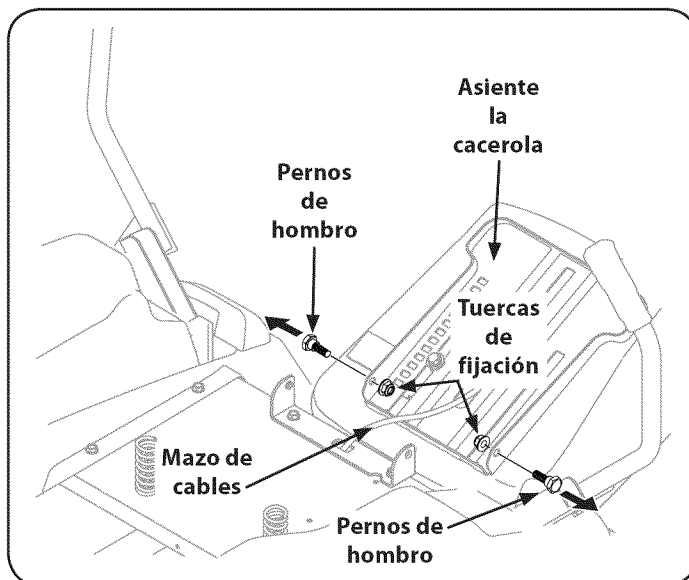 Asiente
la
cacerola
Pernos
de
hombro
Tuercas
de
fijación
Mazo de
cables
Pernos de
hombro